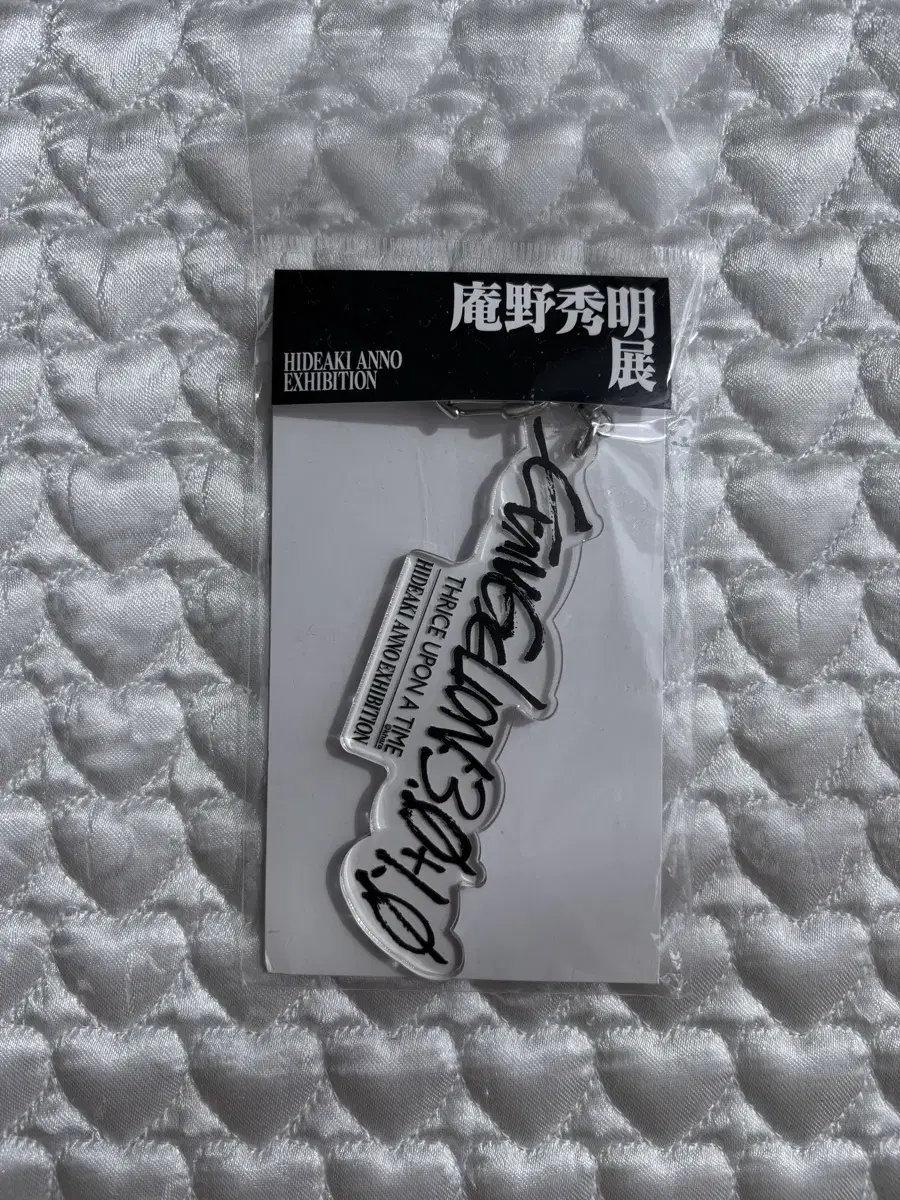 庵野秀明
展
HIDEAKI ANNO
EXHIBITION
EVANGELION:3.0+1.0
THRICE UPON A TIME
HIDEAKI ANNO EXHIBITION